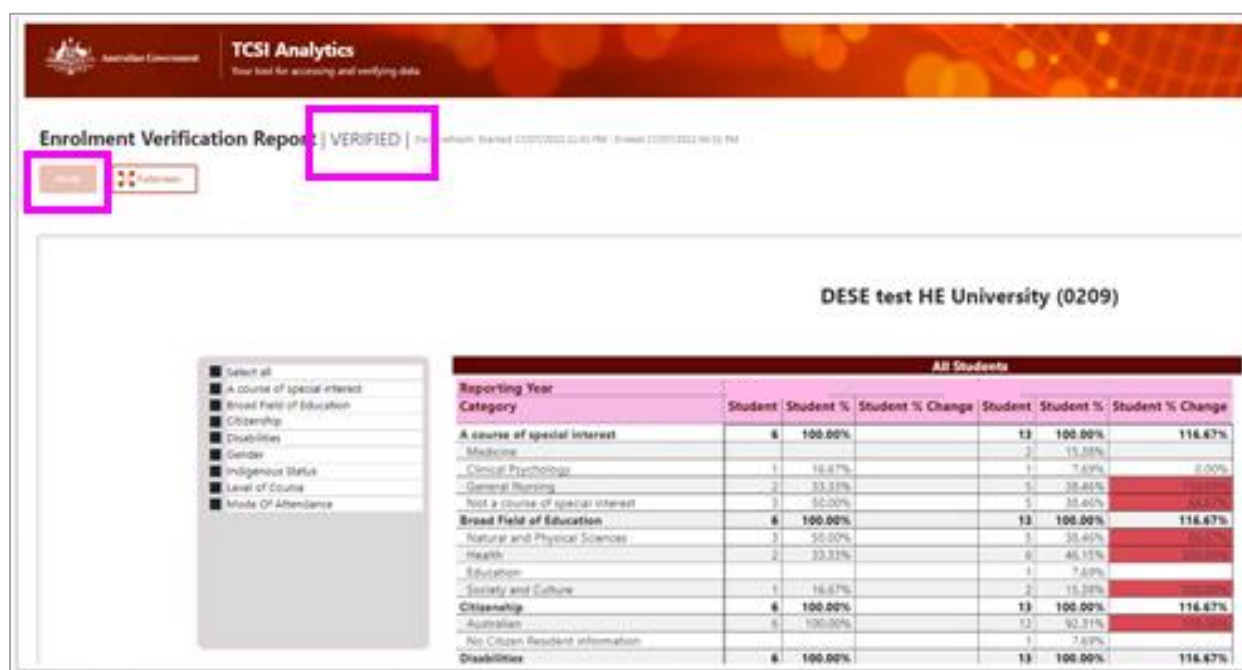 Australian Government
TCSI Analytics
Your tool for accessing and verifying data
Enrolment Verification Report | VERIFIED |
Fullscreen
DESE test HE University (0209)
Select all
A course of special interest
Broad Field of Education
Citizenship
Disabilities
Gender
Indigenous Status
Level of Course
Mode Of Attendance
All Students
Reporting Year
Category Student Student % Student % Change Student Student % Student % Change
A course of special interest 6 100.00% 13 100.00% 116.67%
Medicine 2 15.38%
Clinical Psychology 1 16.67% 1 7.69% 0.00%
General Nursing 2 33.33% 5 38.46%
Not a course of special interest 3 50.00% 5 38.46%
Broad Field of Education 6 100.00% 13 100.00% 116.67%
Natural and Physical Sciences 3 50.00% 5 38.46%
Health 2 33.33% 6 46.15%
Education 1 7.69%
Society and Culture 1 16.67% 2 15.38%
Citizenship 6 100.00% 13 100.00% 116.67%
Australian 6 100.00% 12 92.31%
No Citizen Resident information 1 7.69%
Disabilities 6 100.00% 13 100.00% 116.67%